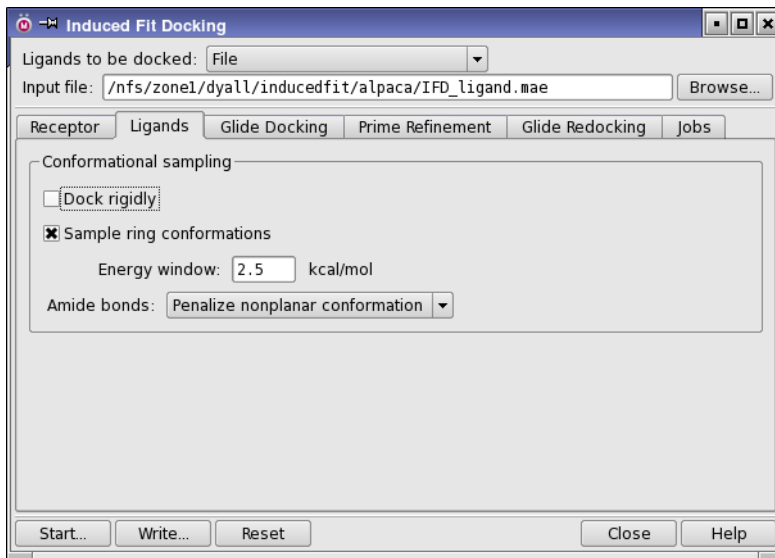 Induced Fit Docking
Ligands to be docked: File
Input file: /nfs/zone1/dyall/inducedfit/alpaca/IFD_ligand.mae Browse...
Receptor Ligands Glide Docking Prime Refinement Glide Redocking Jobs
Conformational sampling
Dock rigidly
Sample ring conformations
Energy window: 2.5 kcal/mol
Amide bonds: Penalize nonplanar conformation
Start... Write... Reset Close Help